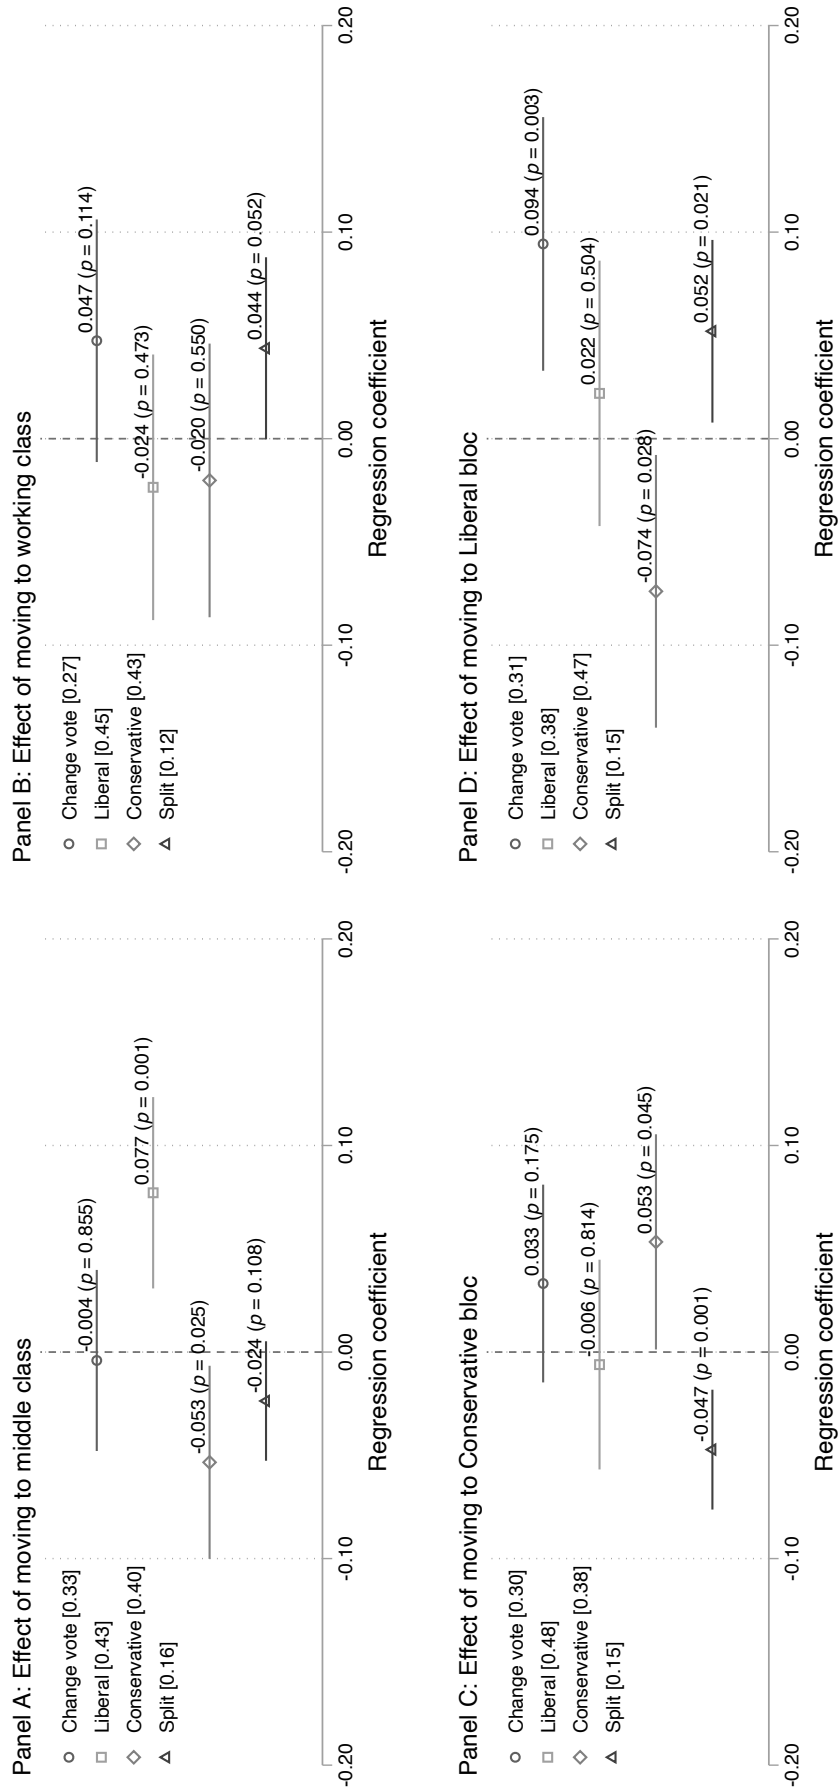 Panel A: Effect of moving to middle class
Change vote [0.33]
Liberal [0.43]
Conservative [0.40]
Split [0.16]
-0.004 (p = 0.855)
0.077 (p = 0.001)
-0.053 (p = 0.025)
-0.024 (p = 0.108)
-0.20 -0.10 0.00 0.10 0.20
Regression coefficient
Panel B: Effect of moving to working class
Change vote [0.27]
Liberal [0.45]
Conservative [0.43]
Split [0.12]
0.047 (p = 0.114)
-0.024 (p = 0.473)
-0.020 (p = 0.550)
0.044 (p = 0.052)
-0.20 -0.10 0.00 0.10 0.20
Regression coefficient
Panel C: Effect of moving to Conservative bloc
Change vote [0.30]
Liberal [0.48]
Conservative [0.38]
Split [0.15]
0.033 (p = 0.175)
-0.006 (p = 0.814)
0.053 (p = 0.045)
-0.047 (p = 0.001)
-0.20 -0.10 0.00 0.10 0.20
Regression coefficient
Panel D: Effect of moving to Liberal bloc
Change vote [0.31]
Liberal [0.38]
Conservative [0.47]
Split [0.15]
0.094 (p = 0.003)
0.022 (p = 0.504)
-0.074 (p = 0.028)
0.052 (p = 0.021)
-0.20 -0.10 0.00 0.10 0.20
Regression coefficient